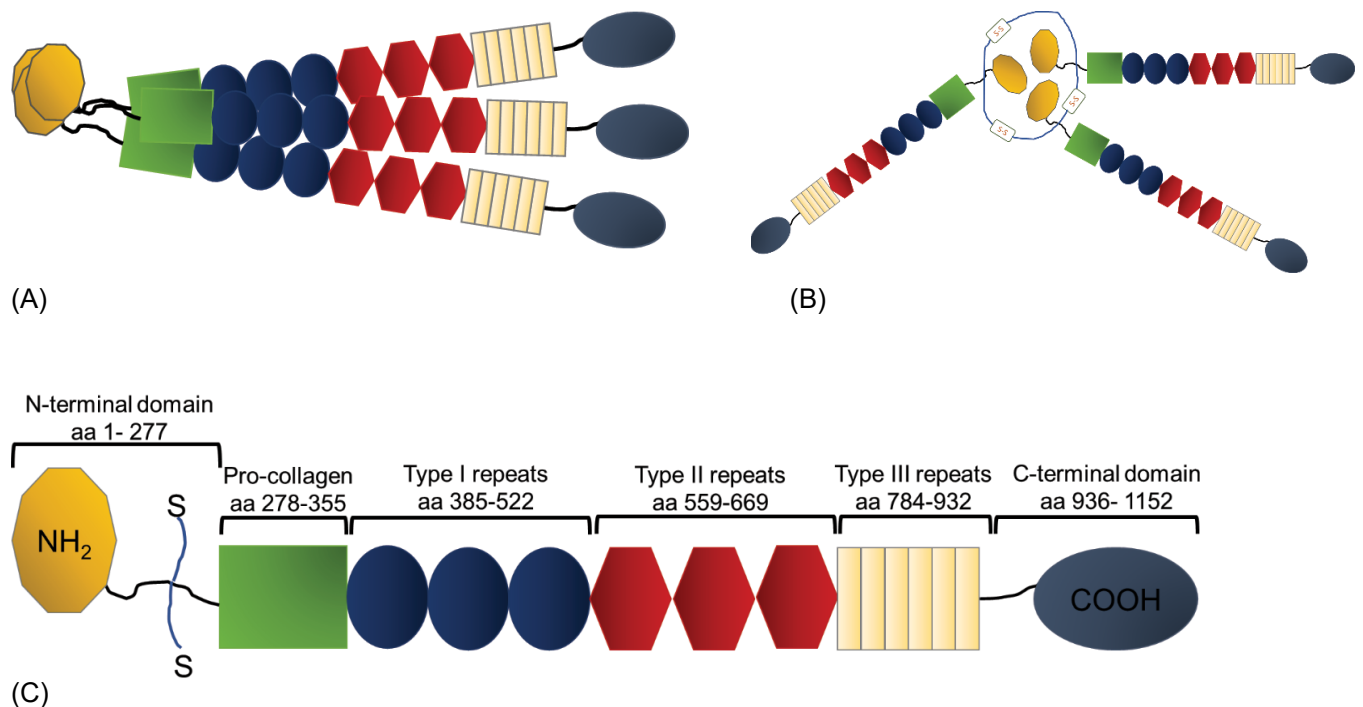 S-S
S-S
S-S
(A)
(B)
N-terminal domain
aa 1- 277
Pro-collagen
aa 278-355
Type I repeats
aa 385-522
Type II repeats
aa 559-669
Type III repeats
aa 784-932
C-terminal domain
aa 936- 1152
S
NH2
COOH
S
(C)